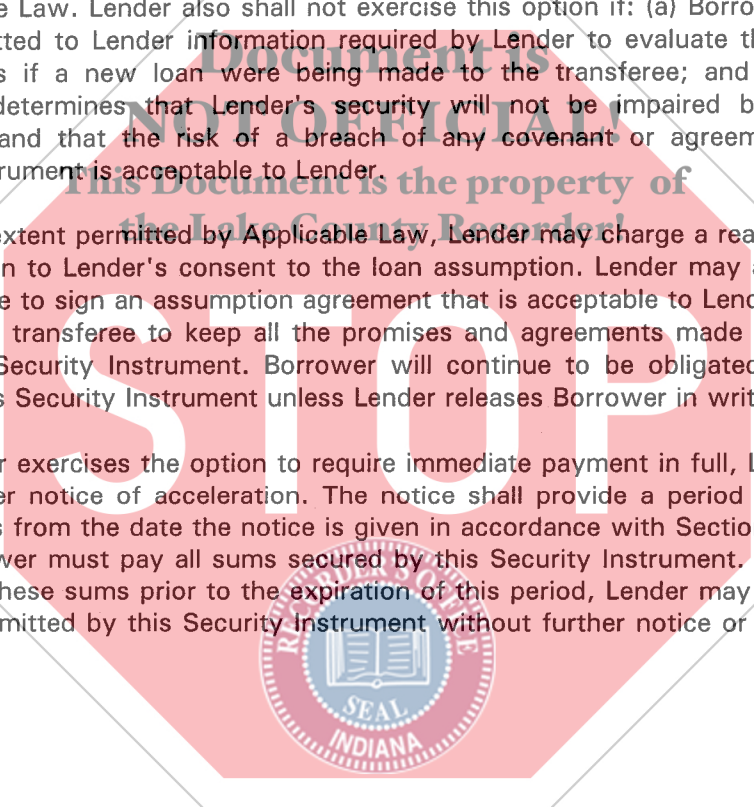 e Law. Lender also shall not exercise this option if: (a) Borro
tted to Lender information required by Lender to evaluate th
Document is
s if a new loan were being made to the transferee; and
determines that Lender's security will not be impaired b
NOT OFFICIAL!
and that the risk of a breach of any covenant or agreem
rument is acceptable to Lender.
This Document is the property of
the Lake County Recorder!
extent permitted by Applicable Law, Lender may charge a rea
n to Lender's consent to the loan assumption. Lender may a
e to sign an assumption agreement that is acceptable to Lend
transferee to keep all the promises and agreements made
Security Instrument. Borrower will continue to be obligated
s Security Instrument unless Lender releases Borrower in writ
STOP
r exercises the option to require immediate payment in full, L
er notice of acceleration. The notice shall provide a period
s from the date the notice is given in accordance with Sectio
wer must pay all sums secured by this Security Instrument.
hese sums prior to the expiration of this period, Lender may
mitted by this Security Instrument without further notice or
RECORDER'S OFFICE
SEAL
INDIANA